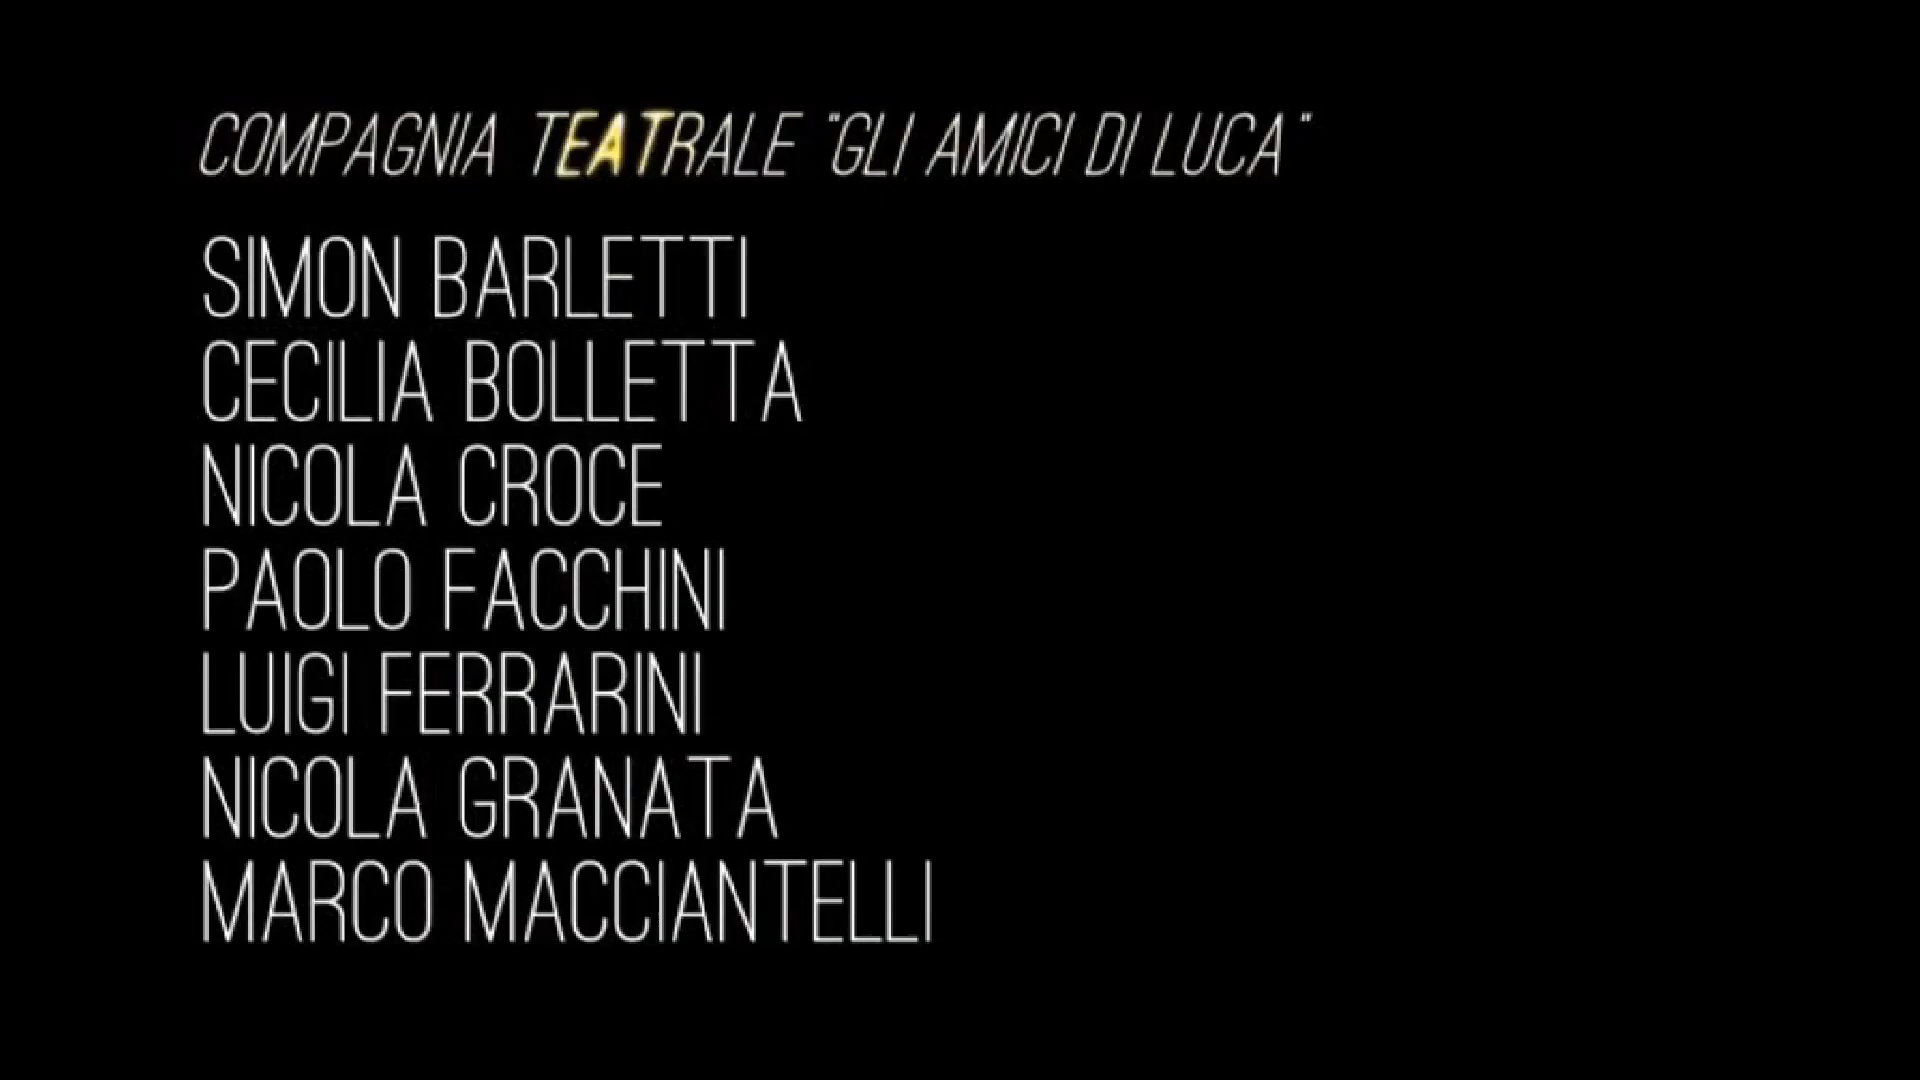 COMPAGNIA TEATRALE "GLI AMICI DI LUCA"
SIMON BARLETTI
CECILIA BOLLETTA
NICOLA CROCE
PAOLO FACCHINI
LUIGI FERRARINI
NICOLA GRANATA
MARCO MACCIANTELLI